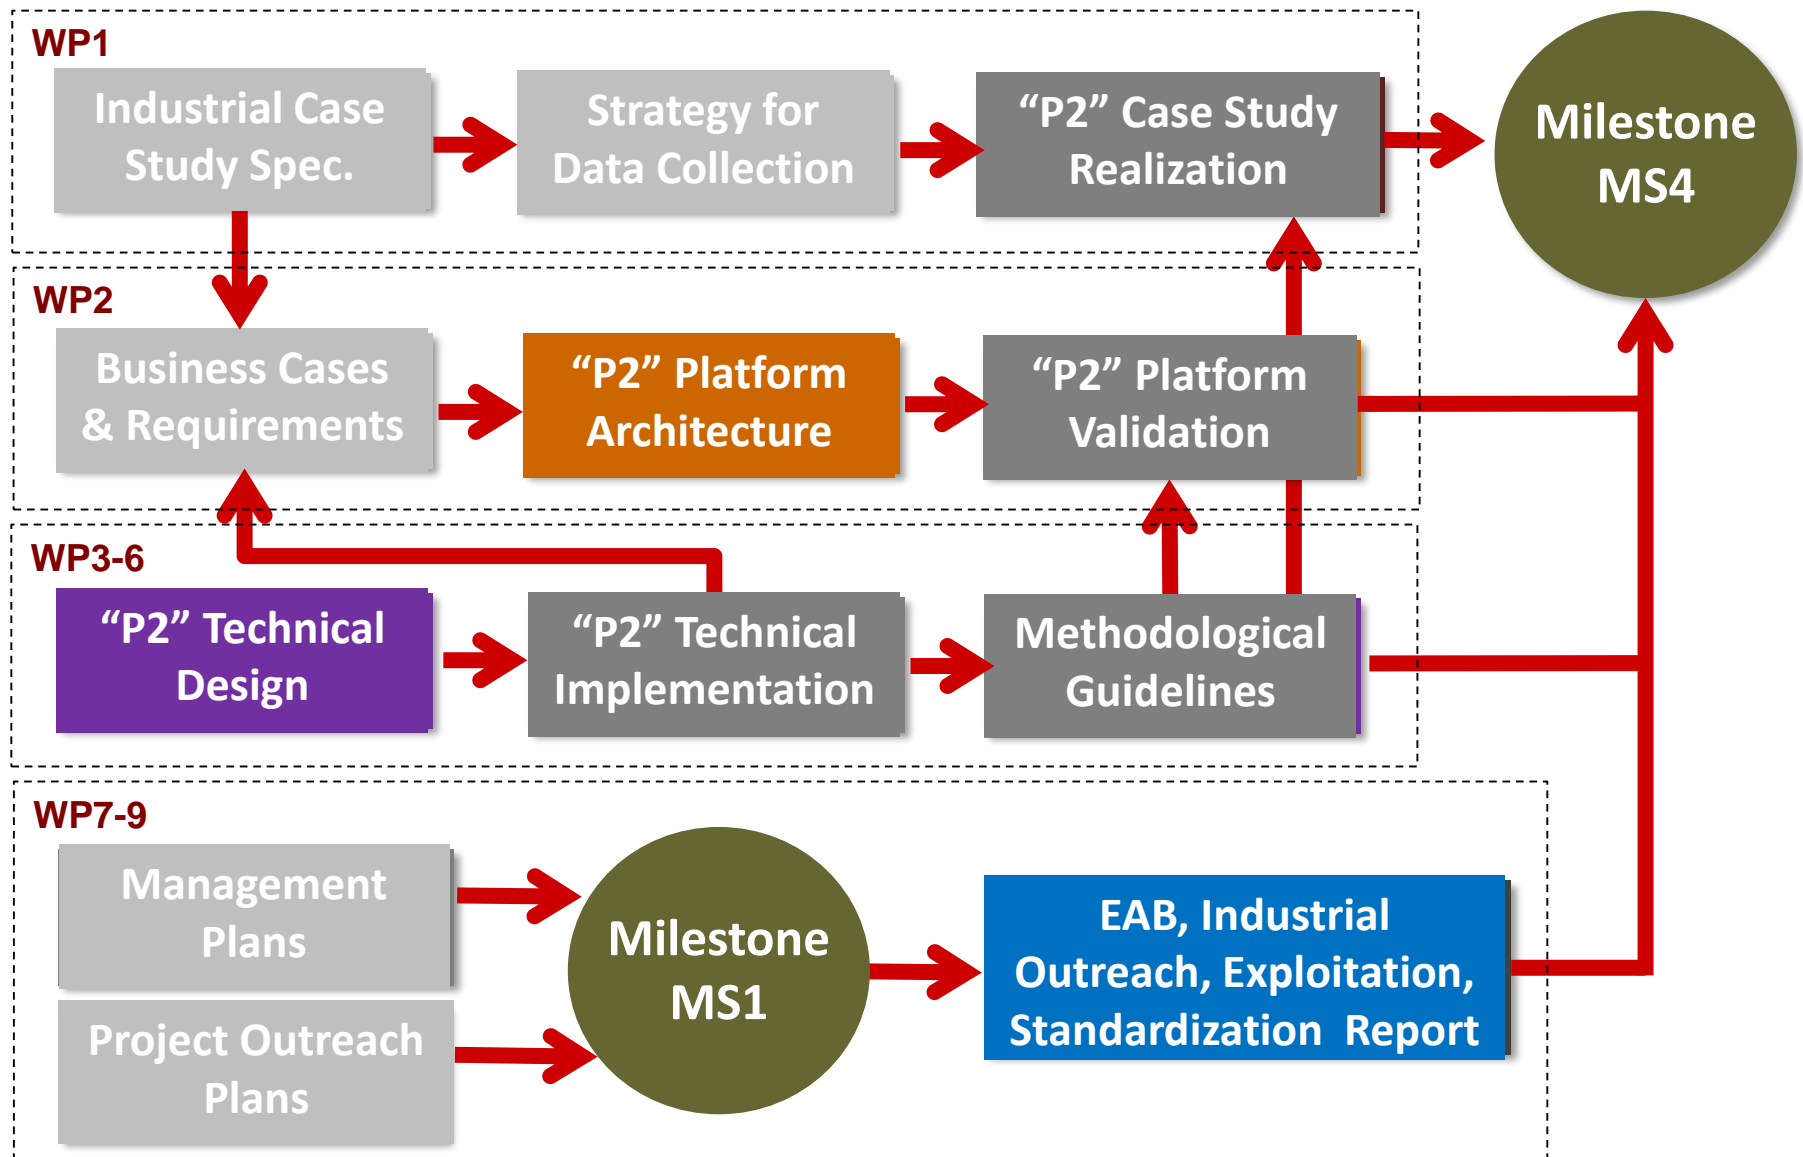 WP1
Industrial Case
Study Spec.
Strategy for
Data Collection
“P2” Case Study
Realization
Milestone
MS4
WP2
Business Cases
& Requirements
“P2” Platform
Architecture
“P2” Platform
Validation
WP3-6
“P2” Technical
Design
“P2” Technical
Implementation
Methodological
Guidelines
WP7-9
Management
Plans
Project Outreach
Plans
Milestone
MS1
EAB, Industrial
Outreach, Exploitation,
Standardization Report